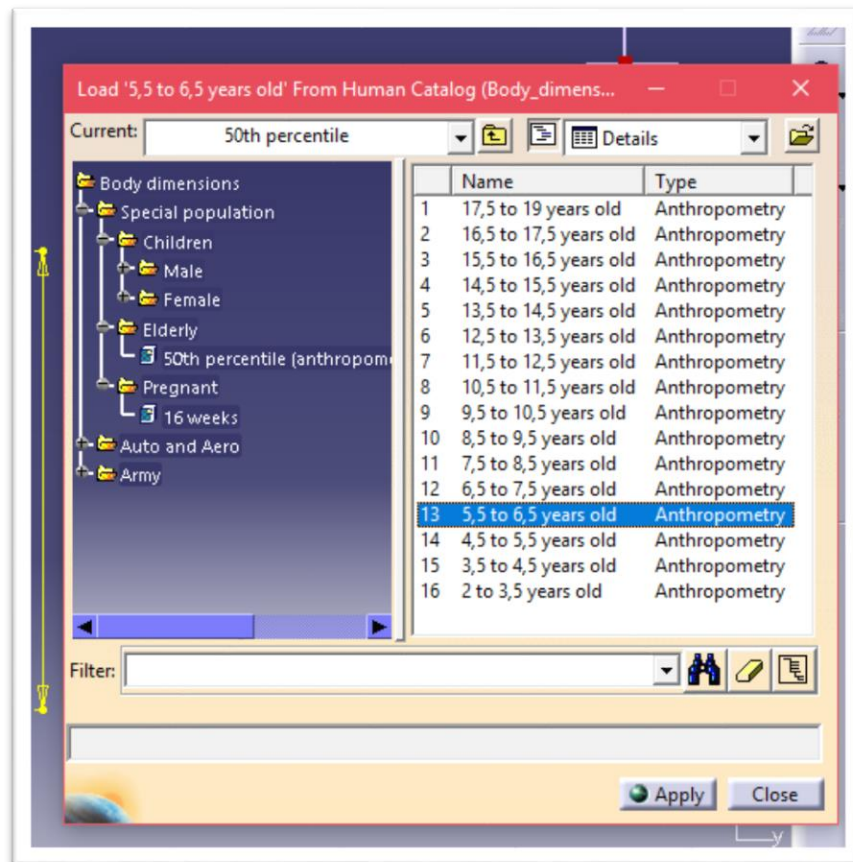 Load '5,5 to 6,5 years old' From Human Catalog (Body_dimens...
Current: 50th percentile Details
Body dimensions
Special population
Children
Male
Female
Elderly
50th percentile (anthropom
Pregnant
16 weeks
Auto and Aero
Army
Name Type
1 17,5 to 19 years old Anthropometry
2 16,5 to 17,5 years old Anthropometry
3 15,5 to 16,5 years old Anthropometry
4 14,5 to 15,5 years old Anthropometry
5 13,5 to 14,5 years old Anthropometry
6 12,5 to 13,5 years old Anthropometry
7 11,5 to 12,5 years old Anthropometry
8 10,5 to 11,5 years old Anthropometry
9 9,5 to 10,5 years old Anthropometry
10 8,5 to 9,5 years old Anthropometry
11 7,5 to 8,5 years old Anthropometry
12 6,5 to 7,5 years old Anthropometry
13 5,5 to 6,5 years old Anthropometry
14 4,5 to 5,5 years old Anthropometry
15 3,5 to 4,5 years old Anthropometry
16 2 to 3,5 years old Anthropometry
Filter:
Apply Close
y